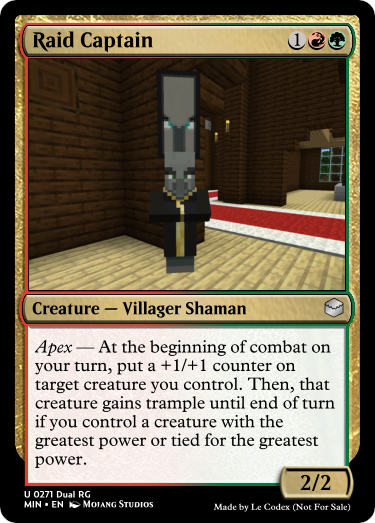 Raid Captain 1
Creature — Villager Shaman
Apex — At the beginning of combat on
your turn, put a +1/+1 counter on
target creature you control. Then, that
creature gains trample until end of turn
if you control a creature with the
greatest power or tied for the greatest
power.
2/2
U 0271 Dual RG
MIN • EN Mojang Studios
Made by Le Codex (Not For Sale)